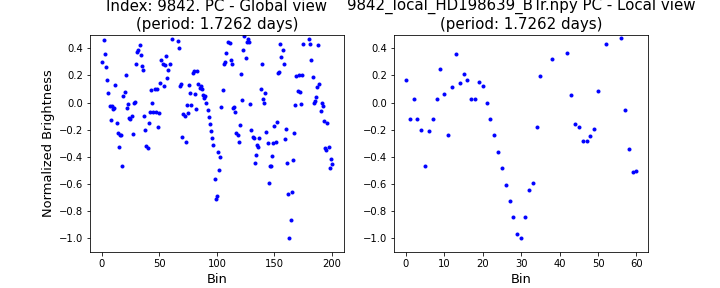 Index: 9842. PC - Global view
(period: 1.7262 days)
9842_local_HD198639_BTr.npy PC - Local view
(period: 1.7262 days)
Normalized Brightness
0.4
0.2
0.0
−0.2
−0.4
−0.6
−0.8
−1.0
0 50 100 150 200
Bin
0.4
0.2
0.0
−0.2
−0.4
−0.6
−0.8
−1.0
0 10 20 30 40 50 60
Bin